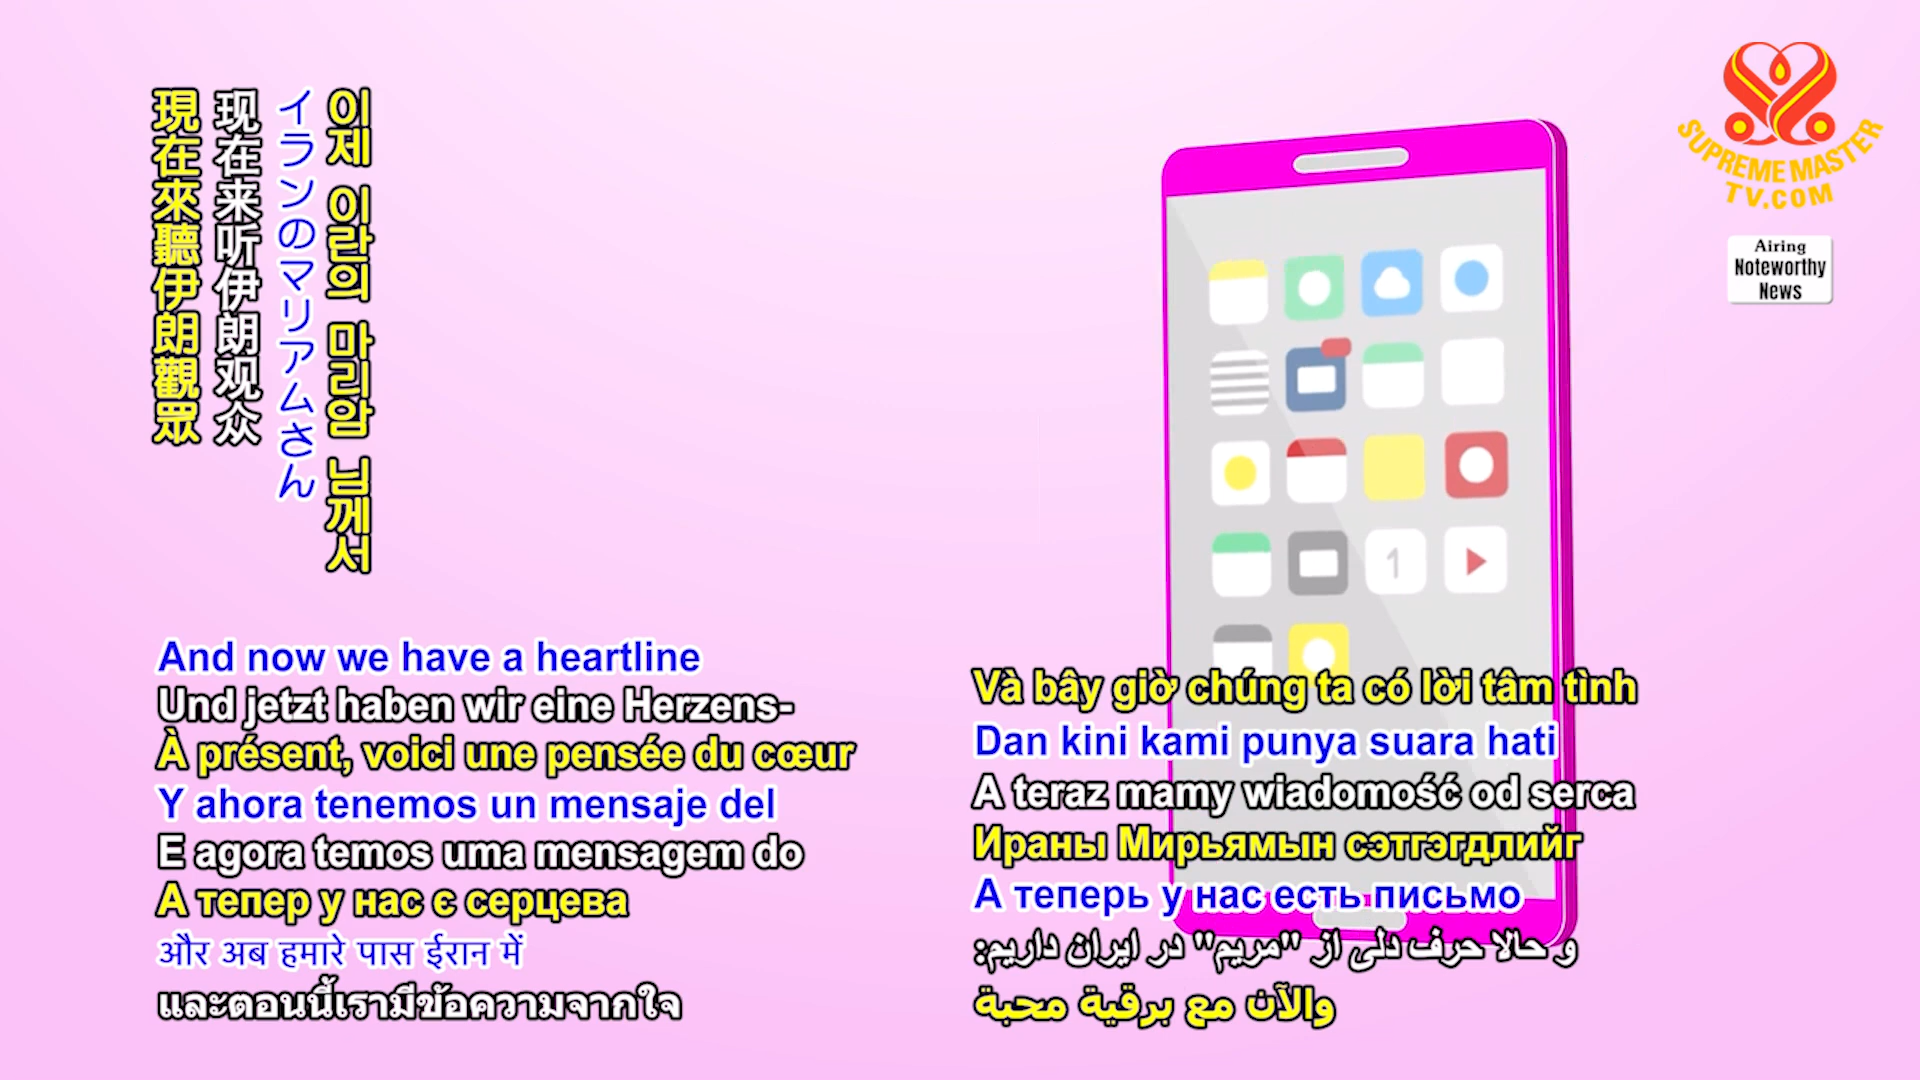 現在來聽伊朗觀眾
现在来听伊朗观众
イランのマリアムさん
이제 이란의 마리암 님께서
And now we have a heartline
Und jetzt haben wir eine Herzens-
À présent, voici une pensée du cœur
Y ahora tenemos un mensaje del
E agora temos uma mensagem do
А тепер у нас є серцева
और अब हमारे पास ईरान में
และตอนนี้เรามีข้อความจากใจ
Và bây giờ chúng ta có lời tâm tình
Dan kini kami punya suara hati
A teraz mamy wiadomość od serca
Ираны Мирьямын сэтгэгдлийг
А теперь у нас есть письмо
و حالا حرف دلی از "مریم" در ایران داریم:
والآن مع برقية محبة
1
SUPREME MASTER
TV.COM
Airing
Noteworthy
News